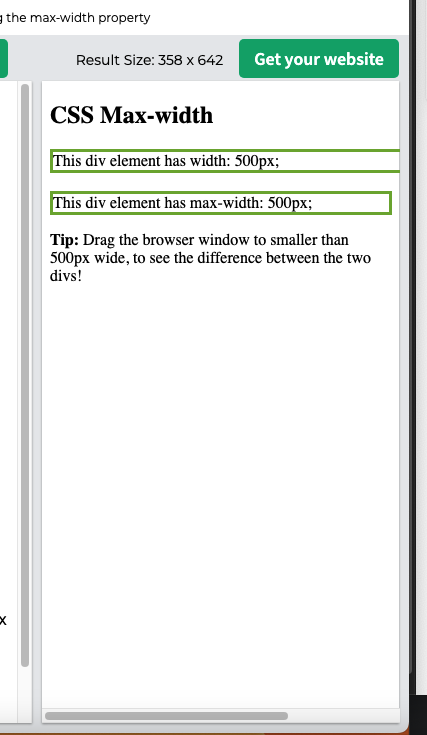 the max-width property
Result Size: 358 x 642
Get your website
CSS Max-width
This div element has width: 500px;
This div element has max-width: 500px;
Tip: Drag the browser window to smaller than
500px wide, to see the difference between the two
divs!
x